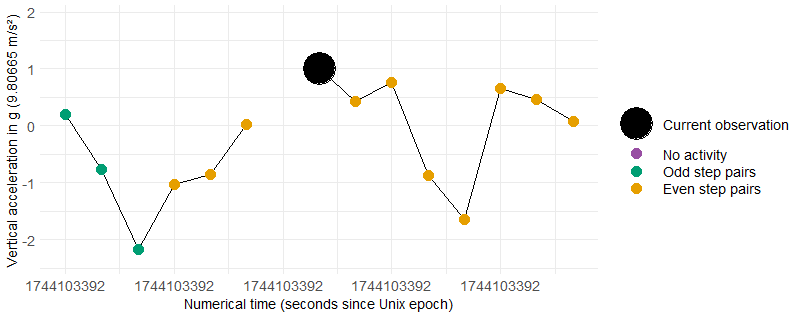 Vertical acceleration in g (9.80665 m/s²)
2
1
0
-1
-2
1744103392 1744103392 1744103392 1744103392 1744103392
Numerical time (seconds since Unix epoch)
Current observation
No activity
Odd step pairs
Even step pairs